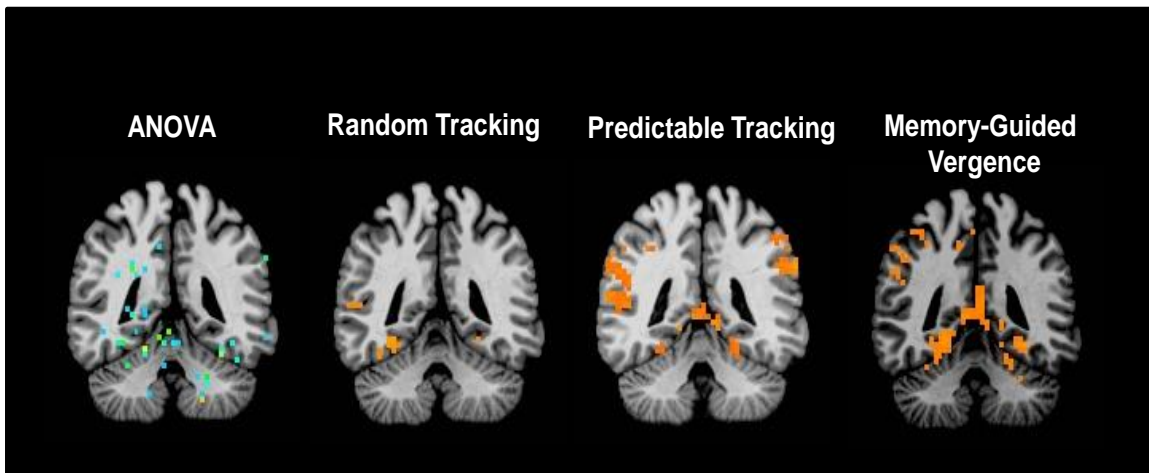 ANOVA
Random Tracking
Predictable Tracking
Memory-Guided
Vergence